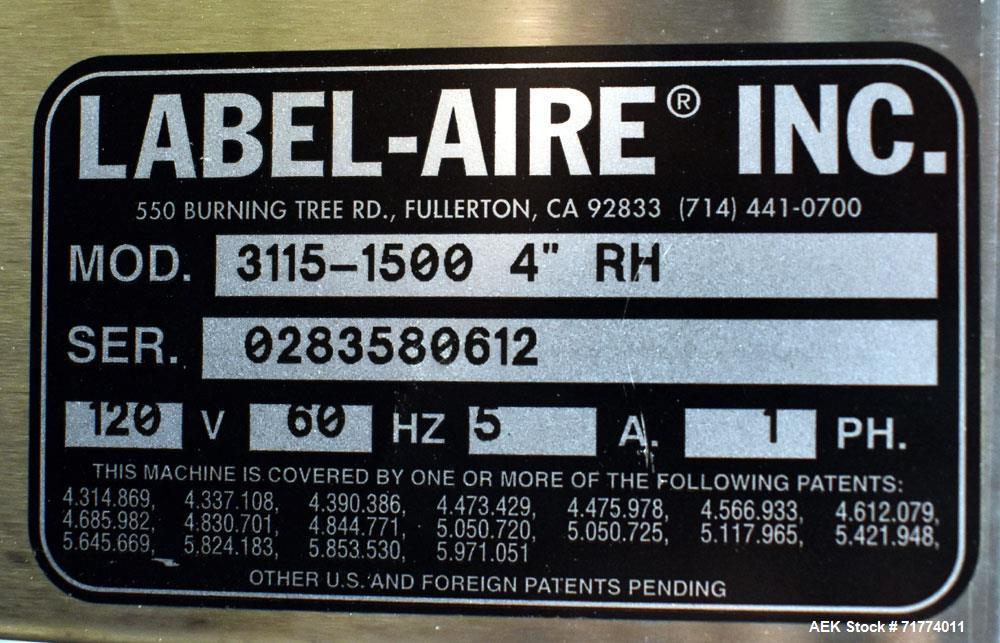 LABEL-AIRE® INC.
550 BURNING TREE RD., FULLERTON, CA 92833 (714) 441-0700
MOD. 3115-1500 4" RH
SER. 0283580612
120 V 60 HZ 5 A. 1 PH.
THIS MACHINE IS COVERED BY ONE OR MORE OF THE FOLLOWING PATENTS:
4.314.869, 4.337.108, 4.390.386, 4.473.429, 4.475.978, 4.566.933, 4.612.079,
4.685.982, 4.830.701, 4.844.771, 5.050.720, 5.050.725, 5.117.965, 5.421.948,
5.645.669, 5.824.183, 5.853.530, 5.971.051
OTHER U.S. AND FOREIGN PATENTS PENDING
AEK Stock # 71774011